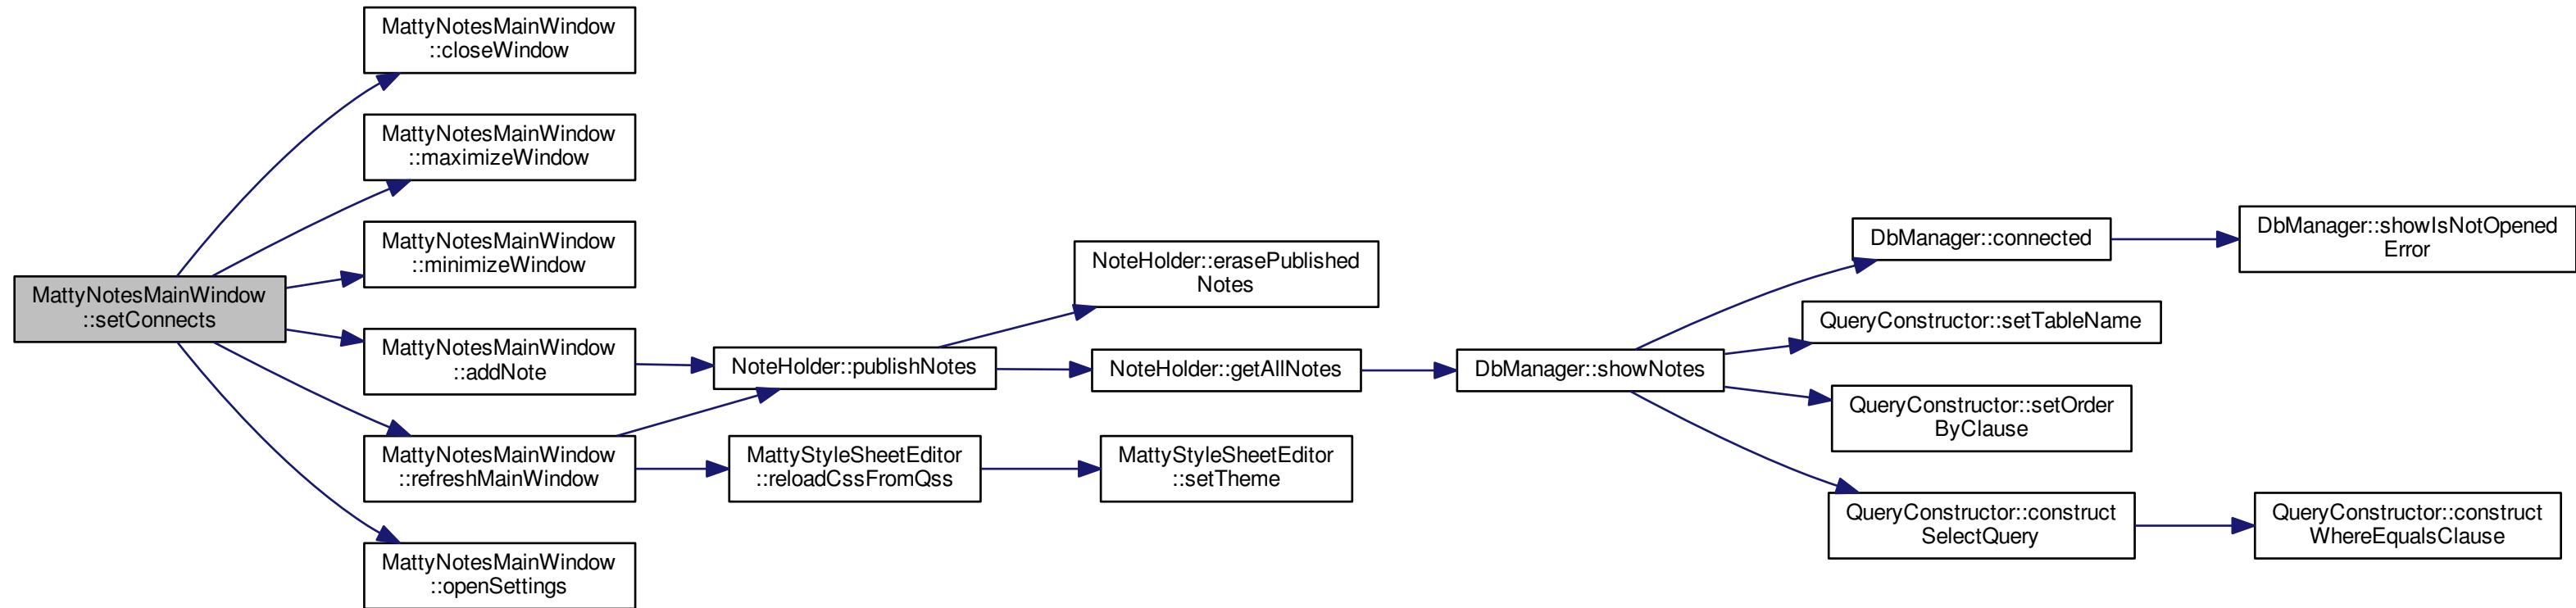 MattyNotesMainWindow
::setConnects
MattyNotesMainWindow
::closeWindow
MattyNotesMainWindow
::maximizeWindow
MattyNotesMainWindow
::minimizeWindow
MattyNotesMainWindow
::addNote
MattyNotesMainWindow
::refreshMainWindow
MattyNotesMainWindow
::openSettings
NoteHolder::publishNotes
MattyStyleSheetEditor
::reloadCssFromQss
NoteHolder::erasePublished
Notes
NoteHolder::getAllNotes
MattyStyleSheetEditor
::setTheme
DbManager::showNotes
DbManager::connected
QueryConstructor::setTableName
QueryConstructor::setOrder
ByClause
QueryConstructor::construct
SelectQuery
DbManager::showIsNotOpened
Error
QueryConstructor::construct
WhereEqualsClause